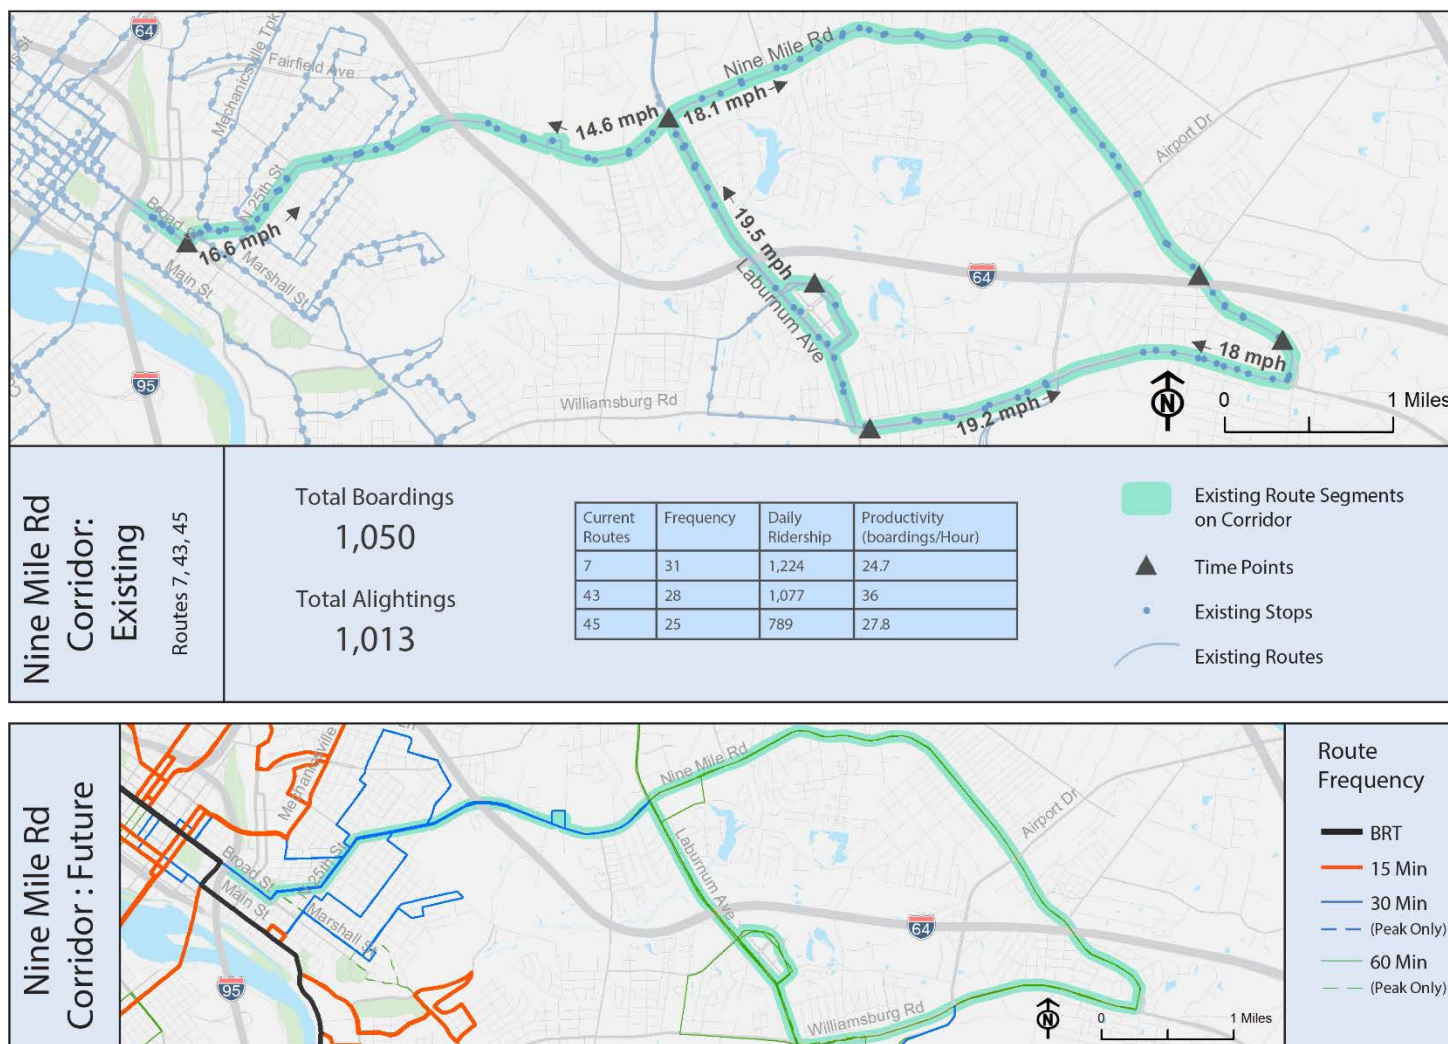 64
Mechanicsville Tpk
Fairfield Ave
Nine Mile Rd
14.6 mph
18.1 mph
Airport Dr
N 25th St
Broad
16.6 mph
Marshall St
Main St
19.5 mph
Laburnum Ave
64
18 mph
95
Williamsburg Rd
19.2 mph
N
0 1 Miles
Nine Mile Rd
Corridor:
Existing
Routes 7, 43, 45
Total Boardings
1,050
Total Alightings
1,013
Current Routes Frequency Daily Ridership Productivity (boardings/Hour)
7 31 1,224 24.7
43 28 1,077 36
45 25 789 27.8
Existing Route Segments
on Corridor
Time Points
Existing Stops
Existing Routes
Nine Mile Rd
Corridor : Future
Mechanicsville
Nine Mile Rd
Airport Dr
25th St
Broad St
Main St
Marshall St
Laburnum Ave
64
95
Williamsburg Rd
N
0 1 Miles
Route
Frequency
BRT
15 Min
30 Min
(Peak Only)
60 Min
(Peak Only)